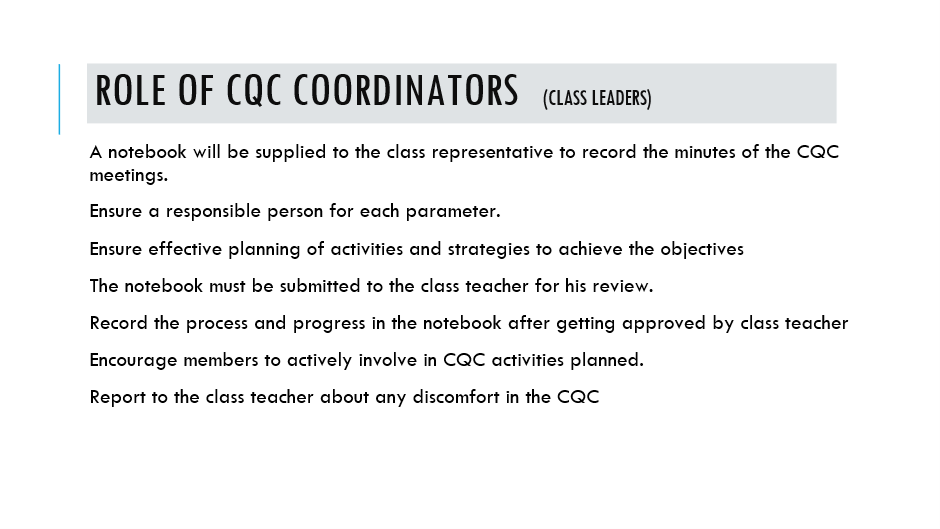 ROLE OF CQC COORDINATORS (CLASS LEADERS)
A notebook will be supplied to the class representative to record the minutes of the CQC
meetings.
Ensure a responsible person for each parameter.
Ensure effective planning of activities and strategies to achieve the objectives
The notebook must be submitted to the class teacher for his review.
Record the process and progress in the notebook after getting approved by class teacher
Encourage members to actively involve in CQC activities planned.
Report to the class teacher about any discomfort in the CQC